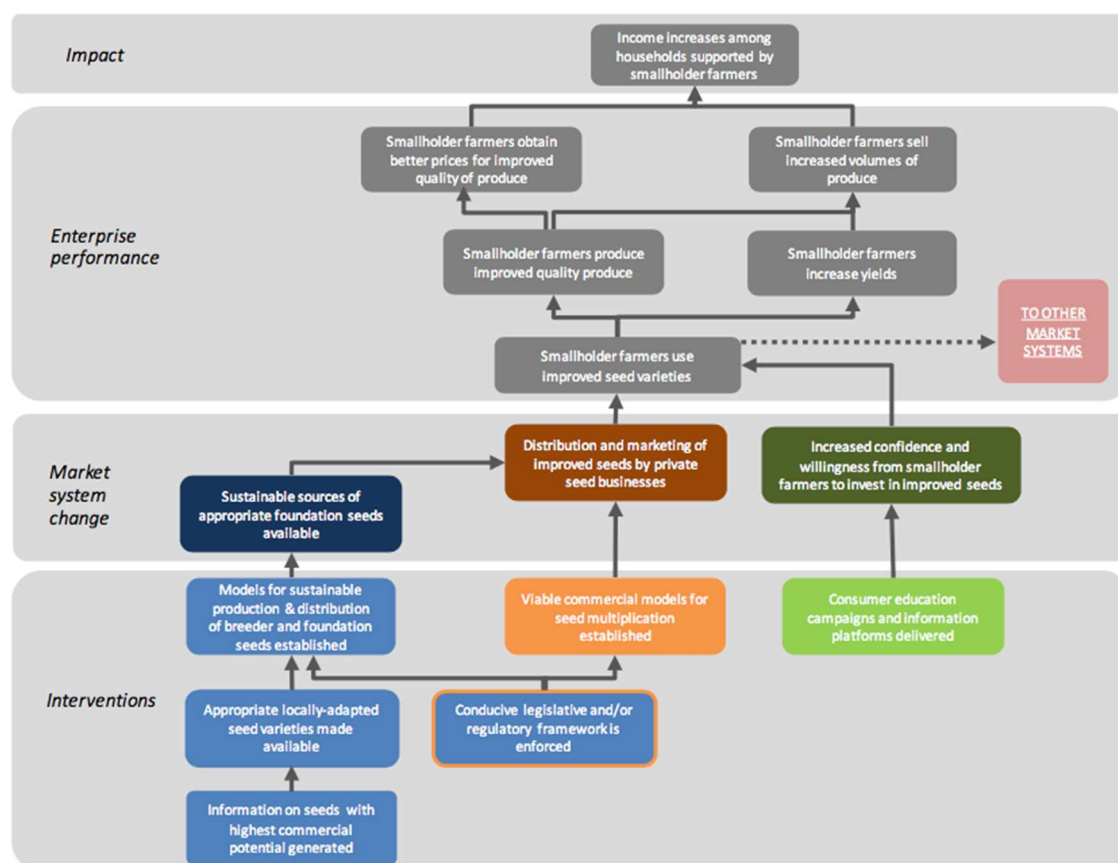 Impact
Income increases among
households supported by
smallholder farmers
Enterprise
performance
Smallholder farmers obtain
better prices for improved
quality of produce
Smallholder farmers sell
increased volumes of
produce
Smallholder farmers produce
improved quality produce
Smallholder farmers
increase yields
TO OTHER
MARKET
SYSTEMS
Smallholder farmers use
improved seed varieties
Market
system
change
Distribution and marketing of
improved seeds by private
seed businesses
Increased confidence and
willingness from smallholder
farmers to invest in improved seeds
Sustainable sources of
appropriate foundation seeds
available
Interventions
Models for sustainable
production & distribution
of breeder and foundation
seeds established
Viable commercial models for
seed multiplication
established
Consumer education
campaigns and information
platforms delivered
Appropriate locally-adapted
seed varieties made
available
Conducive legislative and/or
regulatory framework is
enforced
Information on seeds with
highest commercial
potential generated